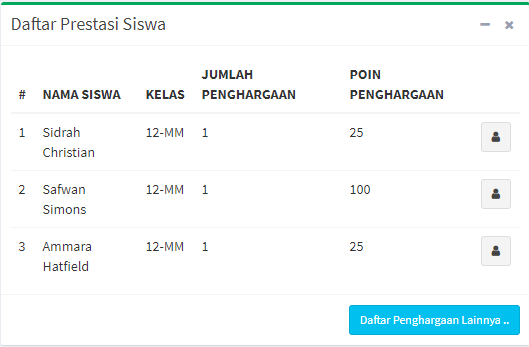 Daftar Prestasi Siswa
# NAMA SISWA KELAS JUMLAH PENGHARGAAN POIN PENGHARGAAN
1 Sidrah Christian 12-MM 1 25
2 Safwan Simons 12-MM 1 100
3 Ammara Hatfield 12-MM 1 25
Daftar Penghargaan Lainnya ..